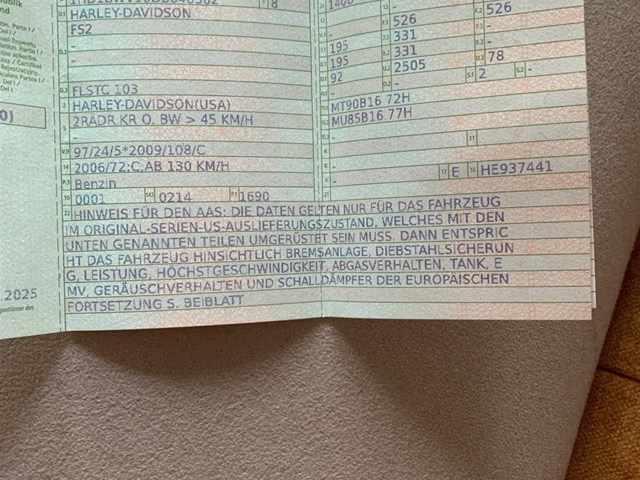 HARLEY-DAVIDSON
FS2
526
526
195
331
195
331
78
92
2505
2
FLSTC 103
HARLEY-DAVIDSON(USA)
MT90B16 72H
2RÄDR.KR O. BW > 45 KM/H
MU85B16 77H
97/24/5*2009/108/C
2006/72;C,AB 130 KM/H
E
HE937441
Benzin
0001
0214
1690
HINWEIS FÜR DEN AAS: DIE DATEN GELTEN NUR FÜR DAS FAHRZEUG
IM ORIGINAL-SERIEN-US-AUSLIEFERUNGSZUSTAND, WELCHES MIT DEN
UNTEN GENANNTEN TEILEN UMGERÜSTET SEIN MUSS. DANN ENTSPRIC
HT DAS FAHRZEUG HINSICHTLICH BREMSANLAGE, DIEBSTAHLSICHERUN
G, LEISTUNG, HÖCHSTGESCHWINDIGKEIT, ABGASVERHALTEN, TANK, E
MV, GERÄUSCHVERHALTEN UND SCHALLDÄMPFER DER EUROPÄISCHEN
.2025
FORTSETZUNG S. BEIBLATT